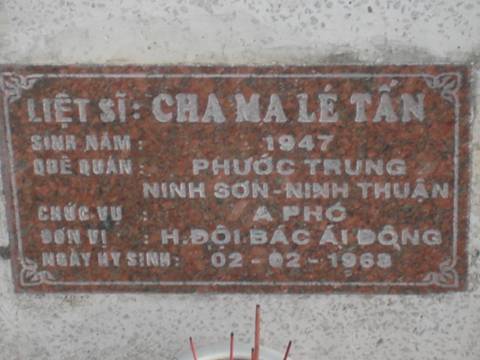 LIỆT SĨ: CHA MA LÉ TẤN
SINH NĂM: 1947
QUÊ QUÁN: PHƯỚC TRUNG
NINH SƠN-NINH THUẬN
CHỨC VỤ : A PHÓ
ĐƠN VỊ : H.ĐỘI BÁC ÁI ĐÔNG
NGÀY HY SINH: 02-02-1968